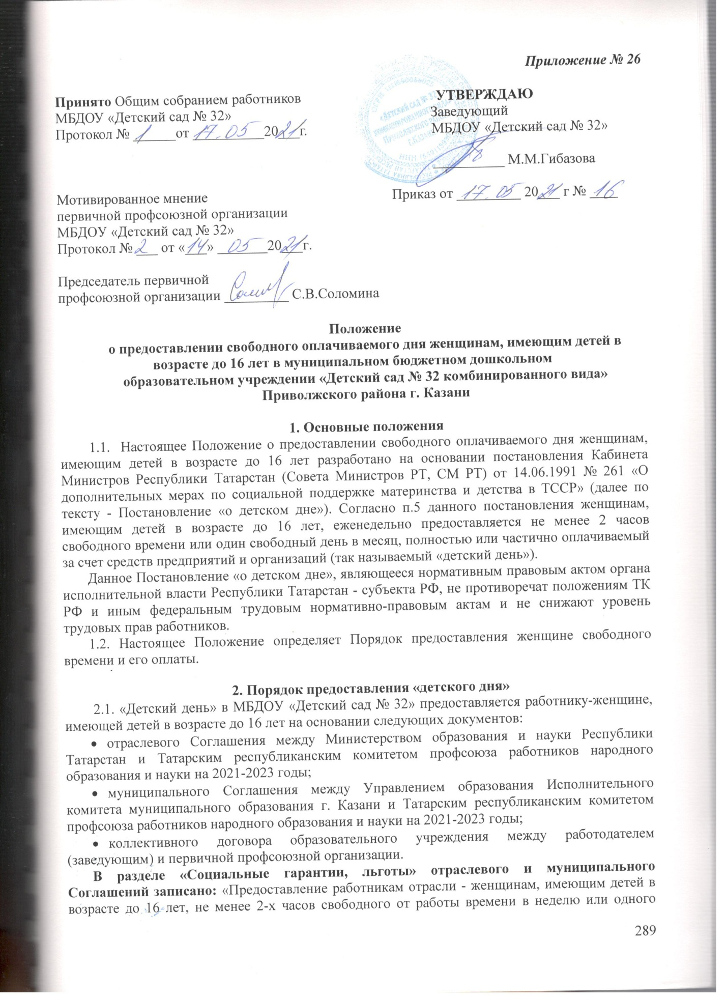 Приложение № 26
Принято Общим собранием работников
МБДОУ «Детский сад № 32»
Протокол № 1 от 17.05 2021г.
УТВЕРЖДАЮ
Заведующий
МБДОУ «Детский сад № 32»
М.М.Гибазова
Приказ от 17.05 2021 г № 16
«ДЕТСКИЙ САД № 32
КОМБИНИРОВАННОГО ВИДА»
ПРИВОЛЖСКОГО РАЙОНА
Г.КАЗАНИ
Мотивированное мнение
первичной профсоюзной организации
МБДОУ «Детский сад № 32»
Протокол № 2 от «14» 05 2021г.
Председатель первичной
профсоюзной организации ________ С.В.Соломина
Положение
о предоставлении свободного оплачиваемого дня женщинам, имеющим детей в
возрасте до 16 лет в муниципальном бюджетном дошкольном
образовательном учреждении «Детский сад № 32 комбинированного вида»
Приволжского района г. Казани
1. Основные положения
1.1. Настоящее Положение о предоставлении свободного оплачиваемого дня женщинам,
имеющим детей в возрасте до 16 лет разработано на основании постановления Кабинета
Министров Республики Татарстан (Совета Министров РТ, СМ РТ) от 14.06.1991 № 261 «О
дополнительных мерах по социальной поддержке материнства и детства в ТССР» (далее по
тексту - Постановление «о детском дне»). Согласно п.5 данного постановления женщинам,
имеющим детей в возрасте до 16 лет, еженедельно предоставляется не менее 2 часов
свободного времени или один свободный день в месяц, полностью или частично оплачиваемый
за счет средств предприятий и организаций (так называемый «детский день»).
Данное Постановление «о детском дне», являющееся нормативным правовым актом органа
исполнительной власти Республики Татарстан - субъекта РФ, не противоречат положениям ТК
РФ и иным федеральным трудовым нормативно-правовым актам и не снижают уровень
трудовых прав работников.
1.2. Настоящее Положение определяет Порядок предоставления женщине свободного
времени и его оплаты.
2. Порядок предоставления «детского дня»
2.1. «Детский день» в МБДОУ «Детский сад № 32» предоставляется работнику-женщине,
имеющей детей в возрасте до 16 лет на основании следующих документов:
• отраслевого Соглашения между Министерством образования и науки Республики
Татарстан и Татарским республиканским комитетом профсоюза работников народного
образования и науки на 2021-2023 годы;
• муниципального Соглашения между Управлением образования Исполнительного
комитета муниципального образования г. Казани и Татарским республиканским комитетом
профсоюза работников народного образования и науки на 2021-2023 годы;
• коллективного договора образовательного учреждения между работодателем
(заведующим) и первичной профсоюзной организации.
В разделе «Социальные гарантии, льготы» отраслевого и муниципального
Соглашений записано: «Предоставление работникам отрасли - женщинам, имеющим детей в
возрасте до 16 лет, не менее 2-х часов свободного от работы времени в неделю или одного
289